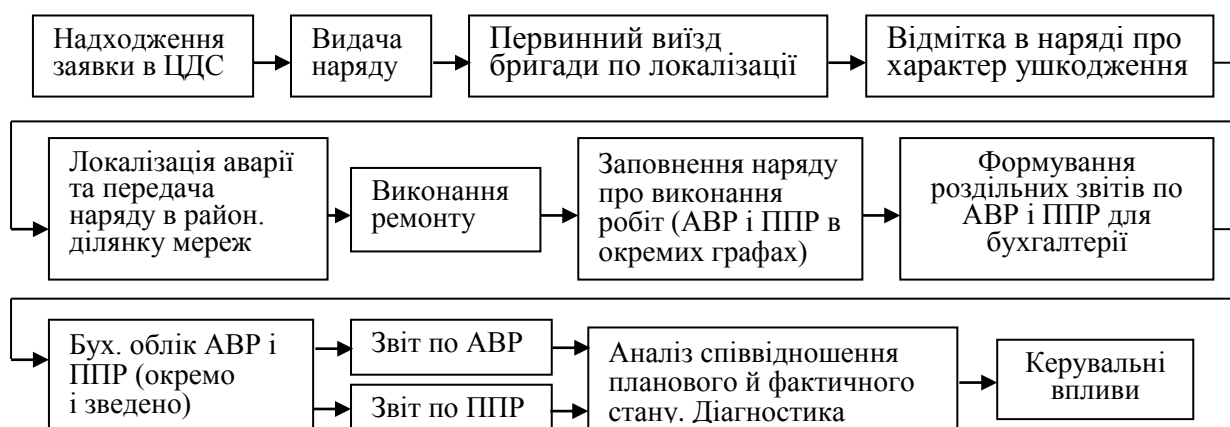 Надходження
заявки в ЦДС
Видача
наряду
Первинний виїзд
бригади по локалізації
Відмітка в наряді про
характер ушкодження
Локалізація аварії
та передача
наряду в район.
ділянку мереж
Виконання
ремонту
Заповнення наряду
про виконання
робіт (АВР і ППР в
окремих графах)
Формування
роздільних звітів по
АВР і ППР для
бухгалтерії
Бух. облік АВР і
ППР (окремо
і зведено)
Звіт по АВР
Звіт по ППР
Аналіз співвідношення
планового й фактичного
стану. Діагностика
Керувальні
впливи